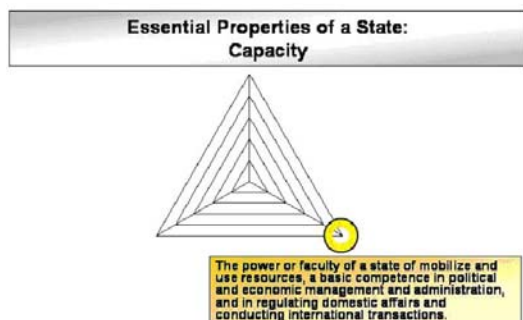 Essential Properties of a State:
Capacity
The power or faculty of a state of mobilize and
use resources, a basic competence in political
and economic management and administration,
and in regulating domestic affairs and
conducting international transactions.